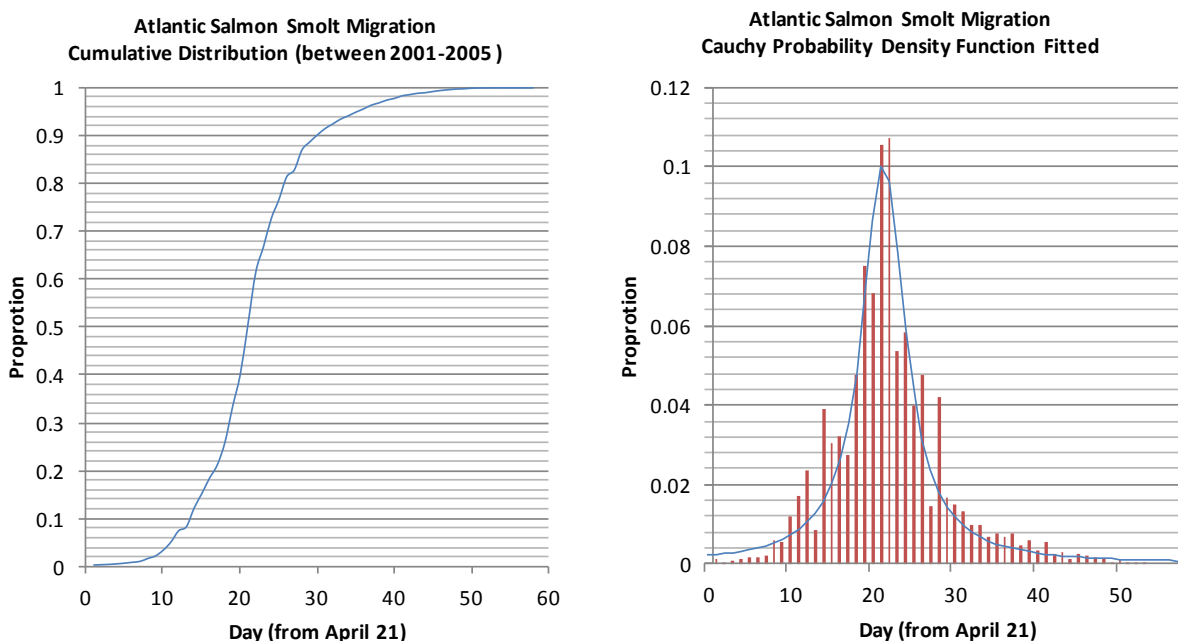 Atlantic Salmon Smolt Migration
Cumulative Distribution (between 2001-2005 )
1
0.9
0.8
0.7
0.6
0.5
0.4
0.3
0.2
0.1
0
Proprotion
0 10 20 30 40 50 60
Day (from April 21)
Atlantic Salmon Smolt Migration
Cauchy Probability Density Function Fitted
0.12
0.1
0.08
0.06
0.04
0.02
0
Proprotion
0 10 20 30 40 50
Day (from April 21)